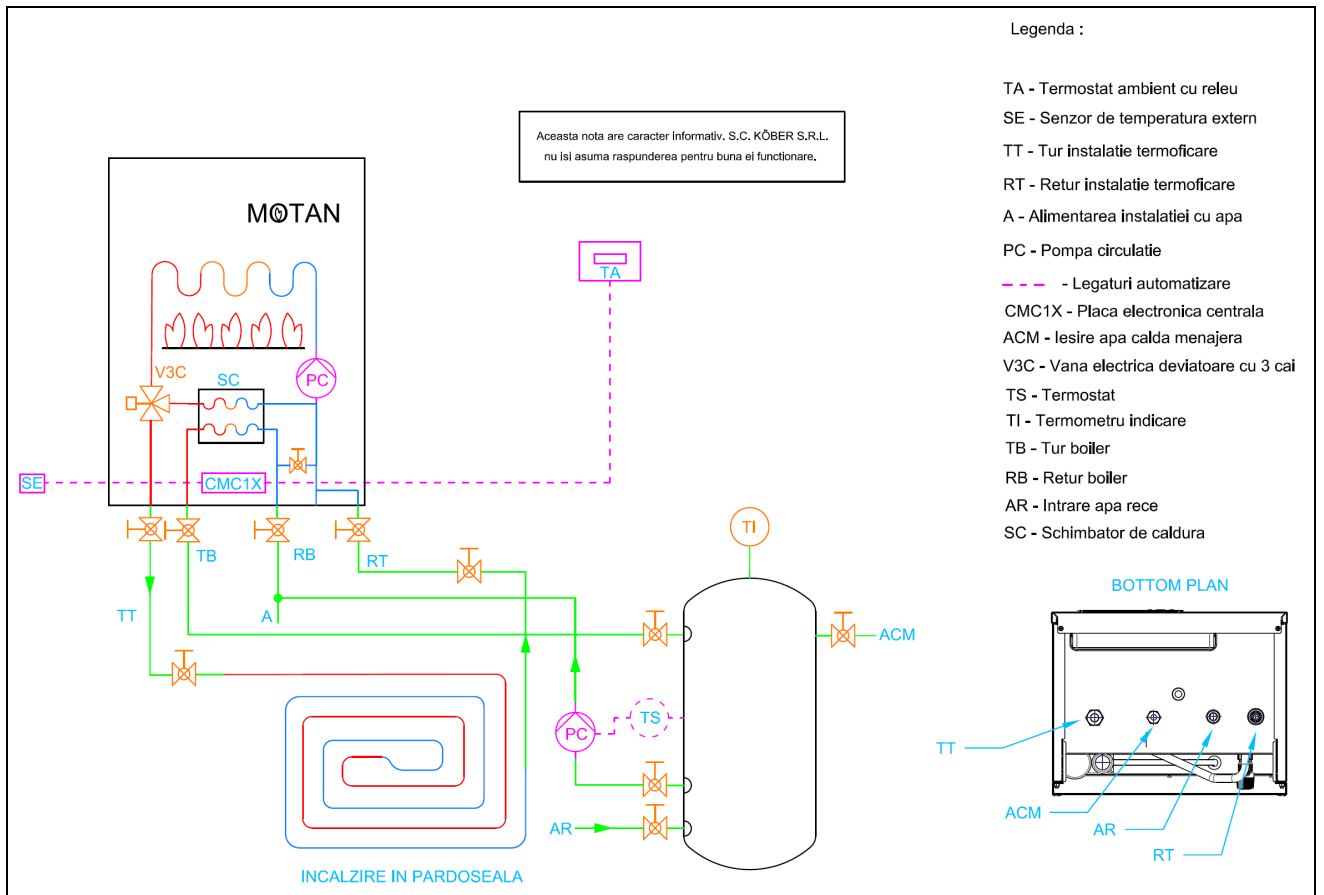 Legenda :
TA - Termostat ambient cu releu
SE - Senzor de temperatura extern
TT - Tur instalatie termoficare
RT - Retur instalatie termoficare
A - Alimentarea instalatiei cu apa
PC - Pompa circulatie
- Legaturi automatizare
CMC1X - Placa electronica centrala
ACM - Iesire apa calda menajera
V3C - Vana electrica deviatoare cu 3 cai
TS - Termostat
TI - Termometru indicare
TB - Tur boiler
RB - Retur boiler
AR - Intrare apa rece
SC - Schimbator de caldura
Aceasta nota are caracter informativ. S.C. KÖBER S.R.L.
nu isi asuma raspunderea pentru buna ei functionare.
MOTAN
TA
V3C
SC
PC
SE
CMC1X
TB
RB
RT
TI
TT
A
ACM
PC
TS
AR
INCALZIRE IN PARDOSEALA
BOTTOM PLAN
TT
ACM
AR
RT